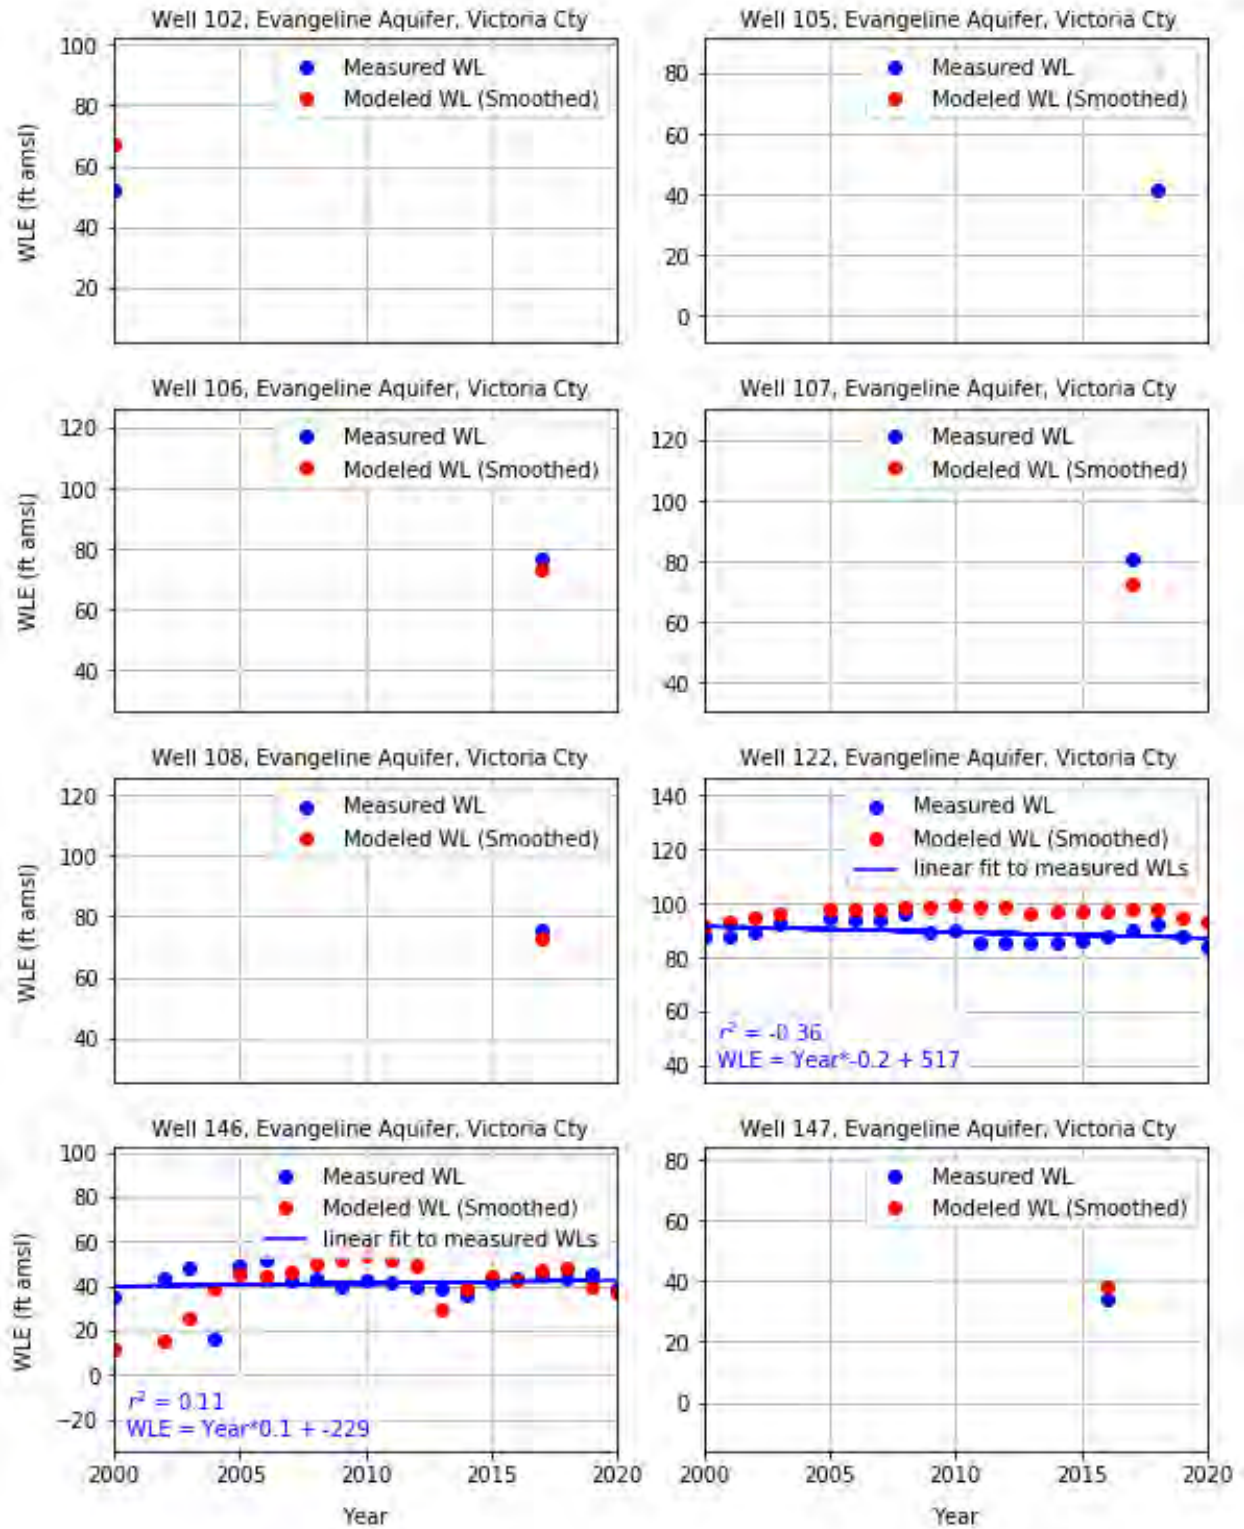 Well 102, Evangeline Aquifer, Victoria Cty
100
80
60
40
20
WLE (ft amsl)
Measured WL
Modeled WL (Smoothed)
Well 105, Evangeline Aquifer, Victoria Cty
80
60
40
20
0
Measured WL
Modeled WL (Smoothed)
Well 106, Evangeline Aquifer, Victoria Cty
120
100
80
60
40
WLE (ft amsl)
Measured WL
Modeled WL (Smoothed)
Well 107, Evangeline Aquifer, Victoria Cty
120
100
80
60
40
Measured WL
Modeled WL (Smoothed)
Well 108, Evangeline Aquifer, Victoria Cty
120
100
80
60
40
WLE (ft amsl)
Measured WL
Modeled WL (Smoothed)
Well 122, Evangeline Aquifer, Victoria Cty
140
120
100
80
60
40
Measured WL
Modeled WL (Smoothed)
linear fit to measured WLs
r² = -0.36
WLE = Year*-0.2 + 517
Well 146, Evangeline Aquifer, Victoria Cty
100
80
60
40
20
0
−20
WLE (ft amsl)
Measured WL
Modeled WL (Smoothed)
linear fit to measured WLs
r² = 0.11
WLE = Year*0.1 + -229
2000 2005 2010 2015 2020
Year
Well 147, Evangeline Aquifer, Victoria Cty
80
60
40
20
0
Measured WL
Modeled WL (Smoothed)
2000 2005 2010 2015 2020
Year